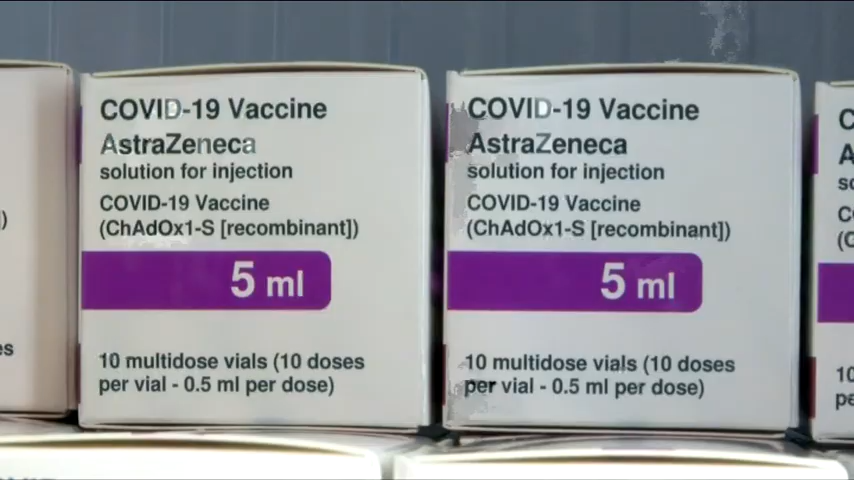 COVID-19 Vaccine
AstraZeneca
solution for injection
COVID-19 Vaccine
(ChAdOx1-S [recombinant])
5 ml
10 multidose vials (10 doses
per vial - 0.5 ml per dose)
COVID-19 Vaccine
AstraZeneca
solution for injection
COVID-19 Vaccine
(ChAdOx1-S [recombinant])
5 ml
10 multidose vials (10 doses
per vial - 0.5 ml per dose)